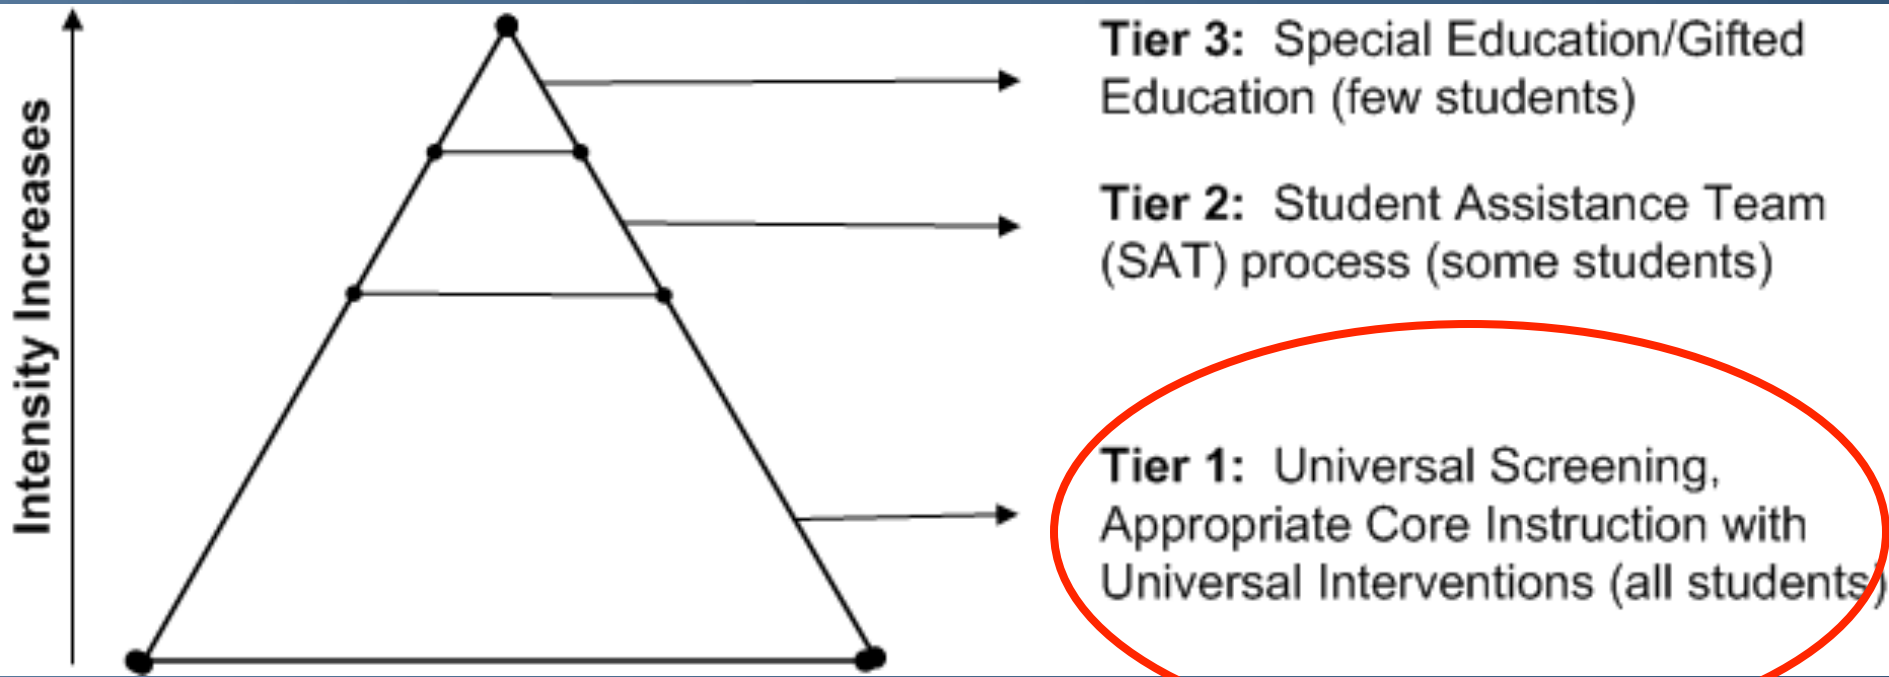 Intensity Increases
Tier 3: Special Education/Gifted
Education (few students)
Tier 2: Student Assistance Team
(SAT) process (some students)
Tier 1: Universal Screening,
Appropriate Core Instruction with
Universal Interventions (all students)